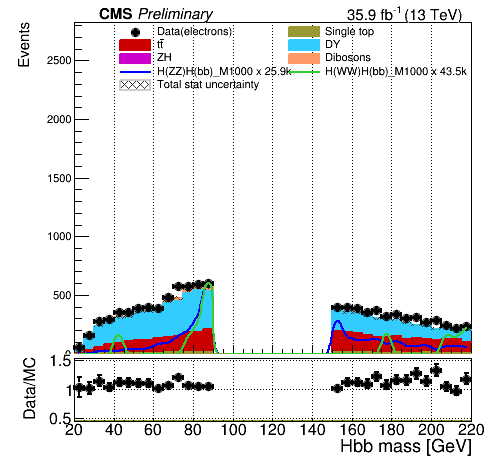 CMS Preliminary 35.9 fb⁻¹ (13 TeV)
Data(electrons) Single top
tt̄ DY
ZH Dibosons
H(ZZ)H(bb)_M1000 x 25.9k H(WW)H(bb)_M1000 x 43.5k
Total stat uncertainty
Events
2500
2000
1500
1000
500
0
Data/MC
1.5
1.0
0.5
20 40 60 80 100 120 140 160 180 200 220
Hbb mass [GeV]